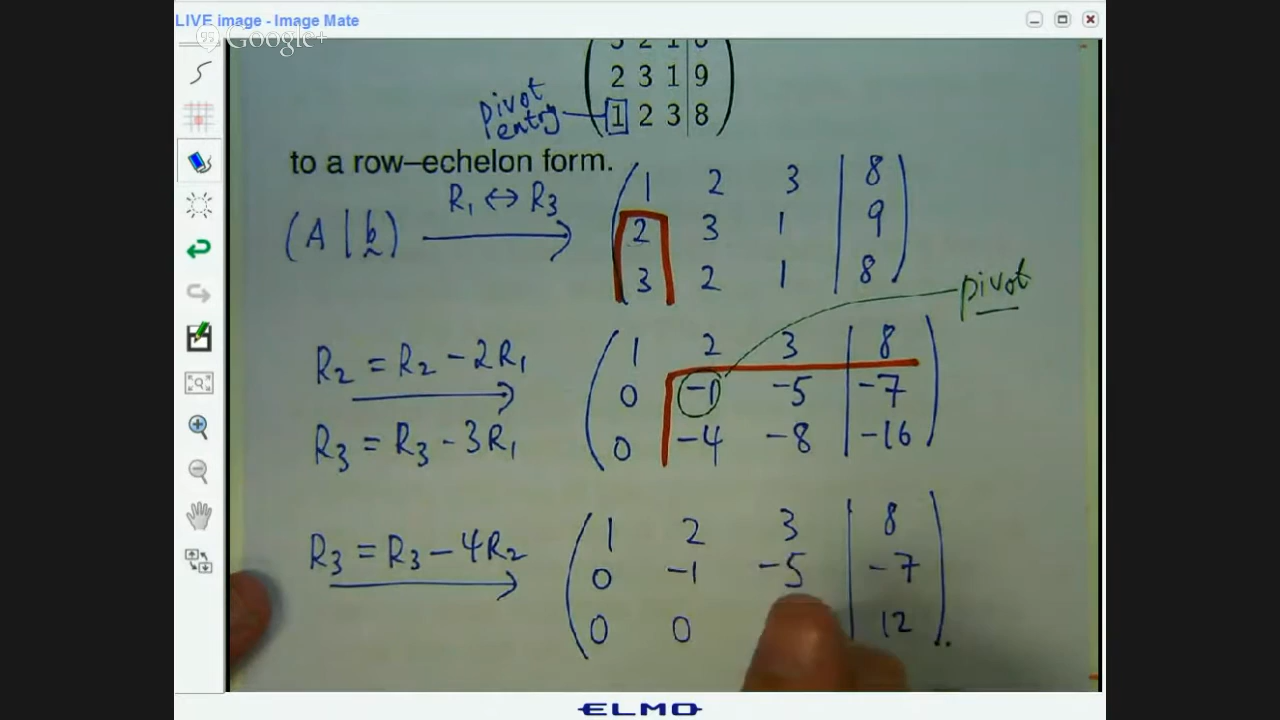 LIVE image - Image Mate
Google+
2 3 1 9
pivot entry 1 2 3 8
to a row–echelon form.
(A | b) R1 ↔ R3
1 2 3 8
2 3 1 9
3 2 1 8
pivot
R2 = R2 - 2R1
R3 = R3 - 3R1
1 2 3 8
0 -1 -5 -7
0 -4 -8 -16
R3 = R3 - 4R2
1 2 3 8
0 -1 -5 -7
0 0 12
ELMO